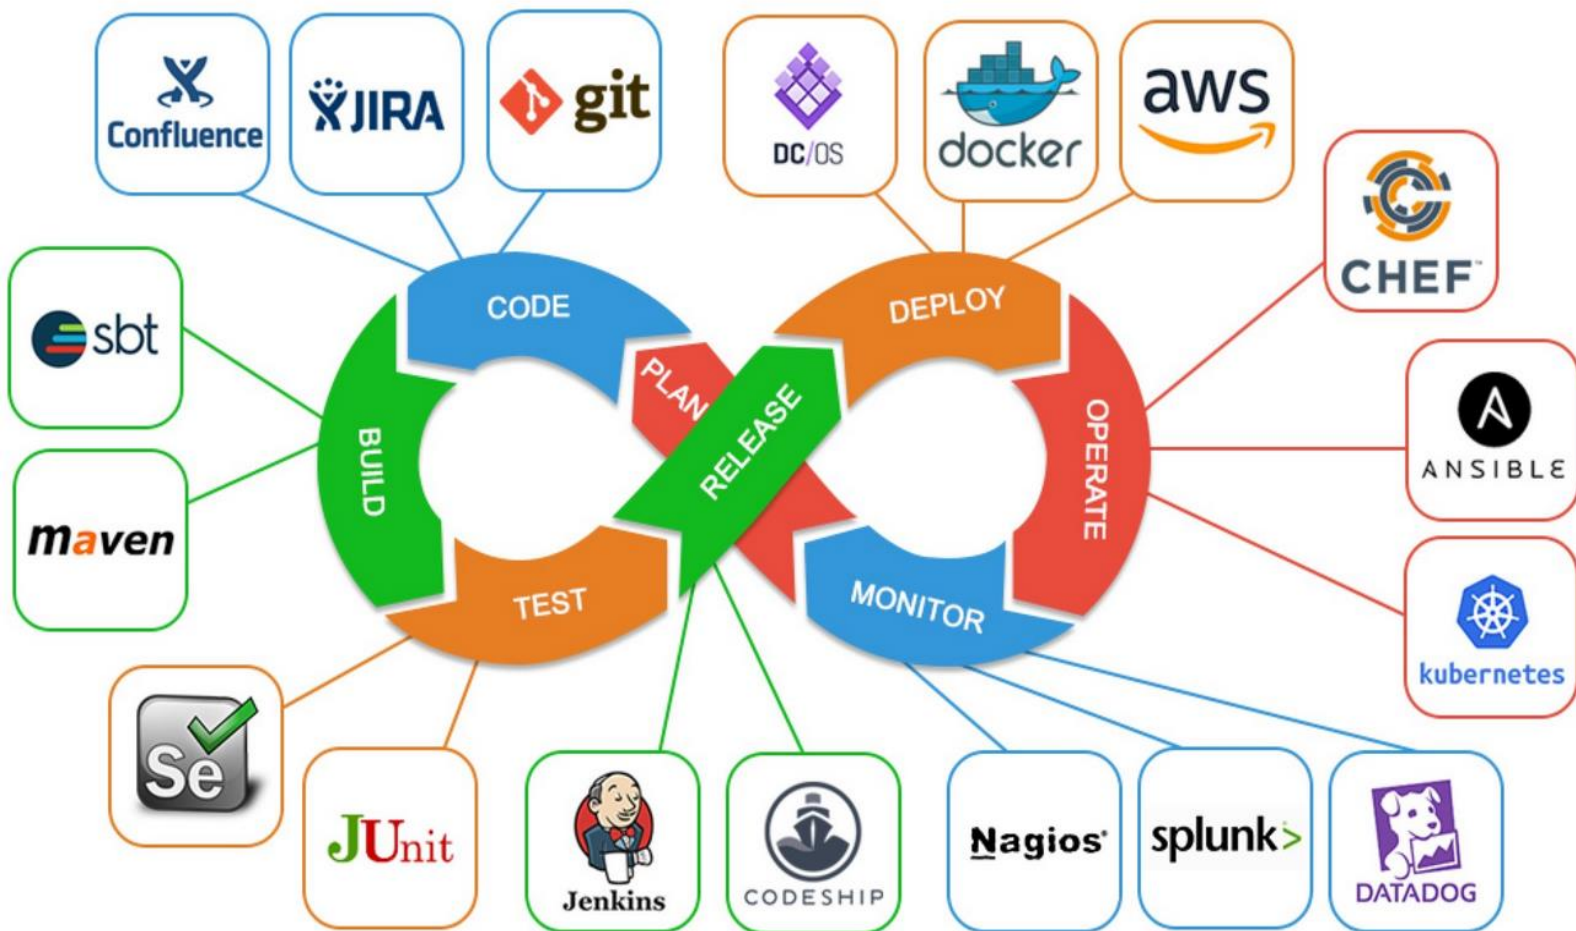 Confluence
JIRA
git
DC/OS
docker
aws
CHEF™
sbt
CODE
DEPLOY
PLAN
RELEASE
BUILD
OPERATE
ANSIBLE
maven
TEST
MONITOR
kubernetes
Se
JUnit
Jenkins
CODESHIP
Nagios®
splunk>
DATADOG